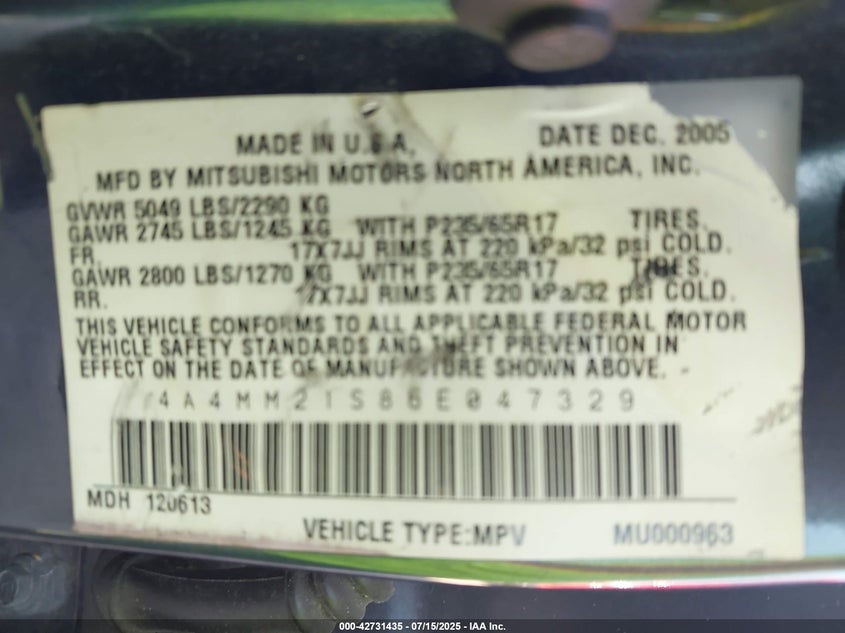 MADE IN U.S.A. DATE DEC. 2005
MFD BY MITSUBISHI MOTORS NORTH AMERICA, INC.
GVWR 5049 LBS/2290 KG
GAWR 2745 LBS/1245 KG WITH P235/65R17 TIRES.
FR. 17X7JJ RIMS AT 220 kPa/32 psi COLD.
GAWR 2800 LBS/1270 KG WITH P235/65R17 TIRES.
RR. 17X7JJ RIMS AT 220 kPa/32 psi COLD.
THIS VEHICLE CONFORMS TO ALL APPLICABLE FEDERAL MOTOR
VEHICLE SAFETY STANDARDS AND THEFT PREVENTION IN
EFFECT ON THE DATE OF MANUFACTURE SHOWN ABOVE.
4A4MM21S86E047329
MDH 120613
VEHICLE TYPE:MPV MU000963
000-42731435 - 07/15/2025 - IAA Inc.